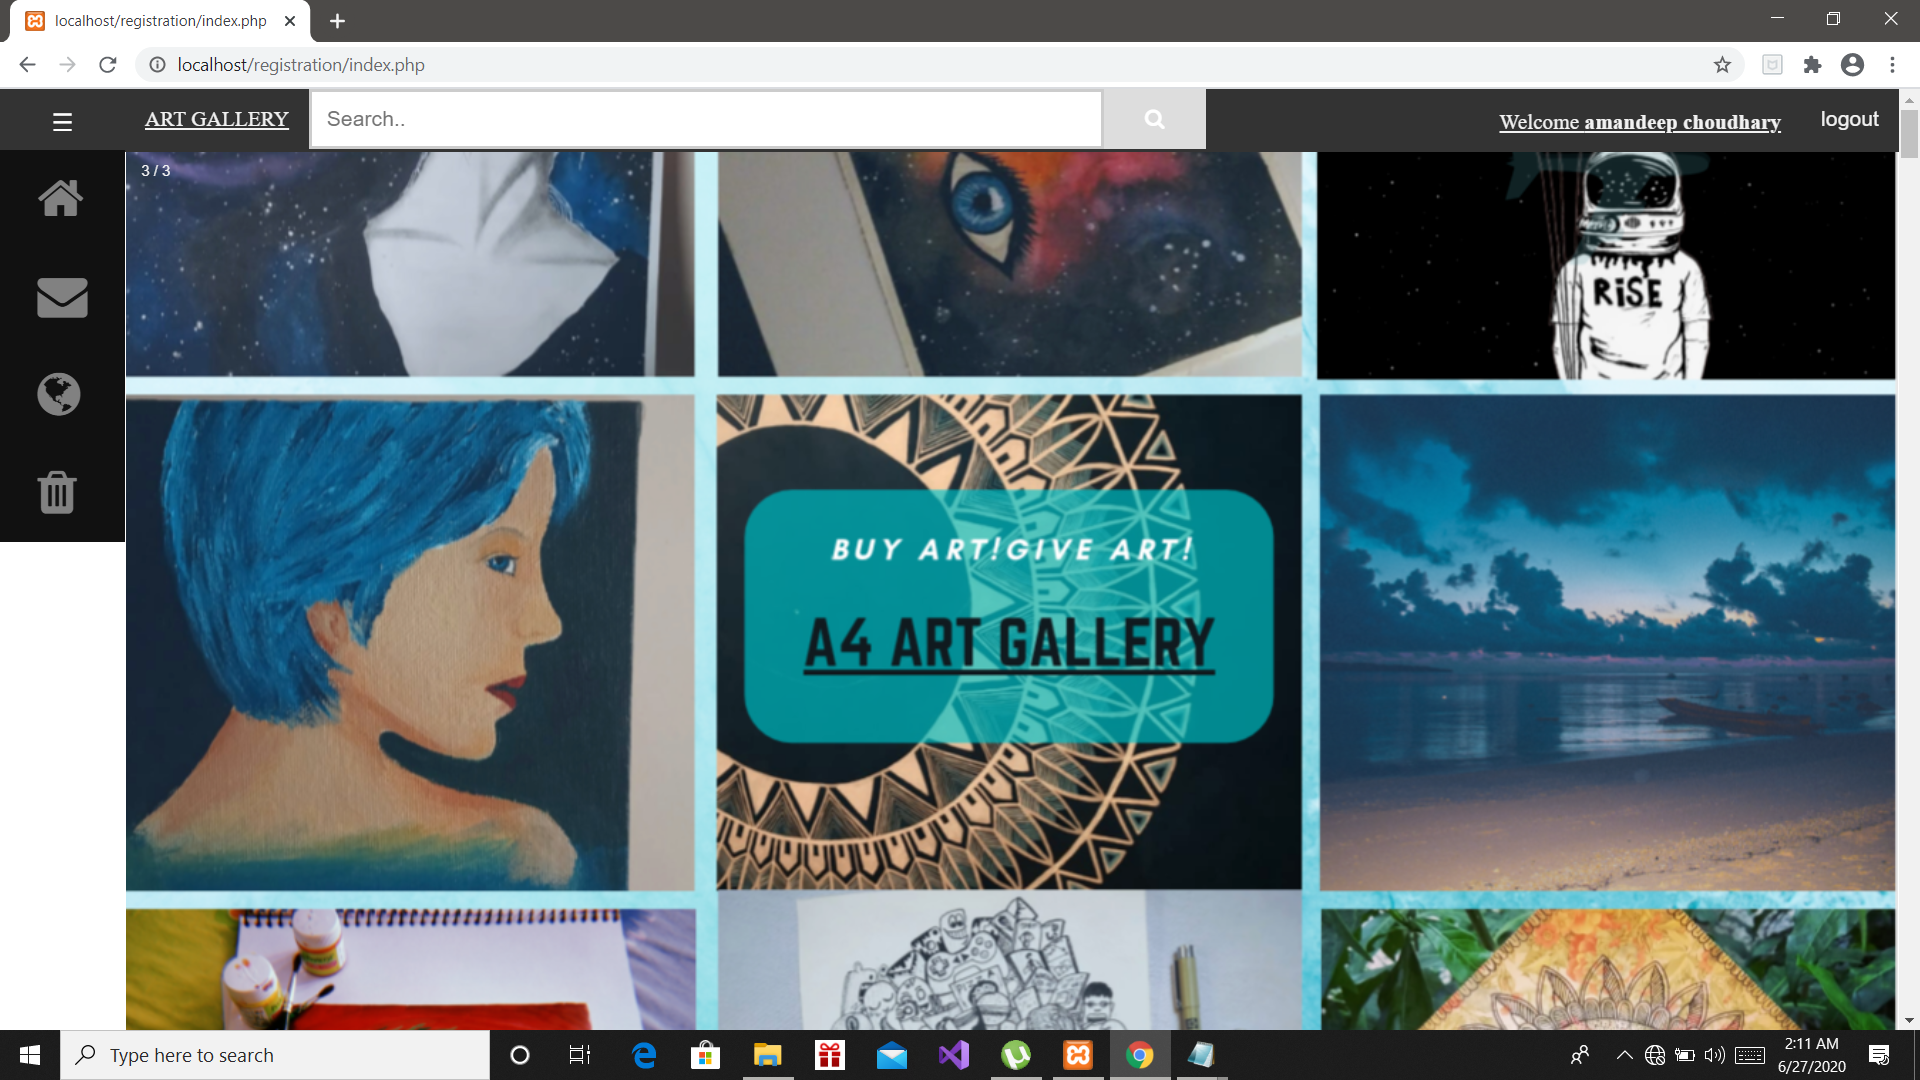 localhost/registration/index.php
localhost/registration/index.php
ART GALLERY
Search..
Welcome amandeep choudhary
logout
3 / 3
RiSE
BUY ART!GIVE ART!
A4 ART GALLERY
Type here to search
2:11 AM
6/27/2020